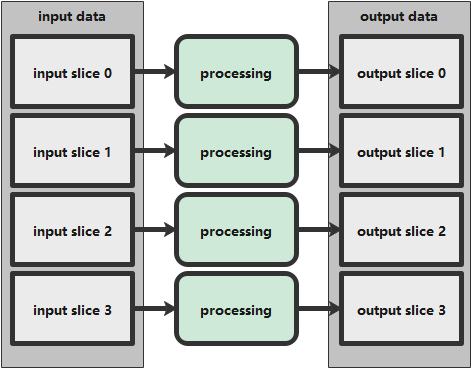 input data
output data
input slice 0
processing
output slice 0
input slice 1
processing
output slice 1
input slice 2
processing
output slice 2
input slice 3
processing
output slice 3